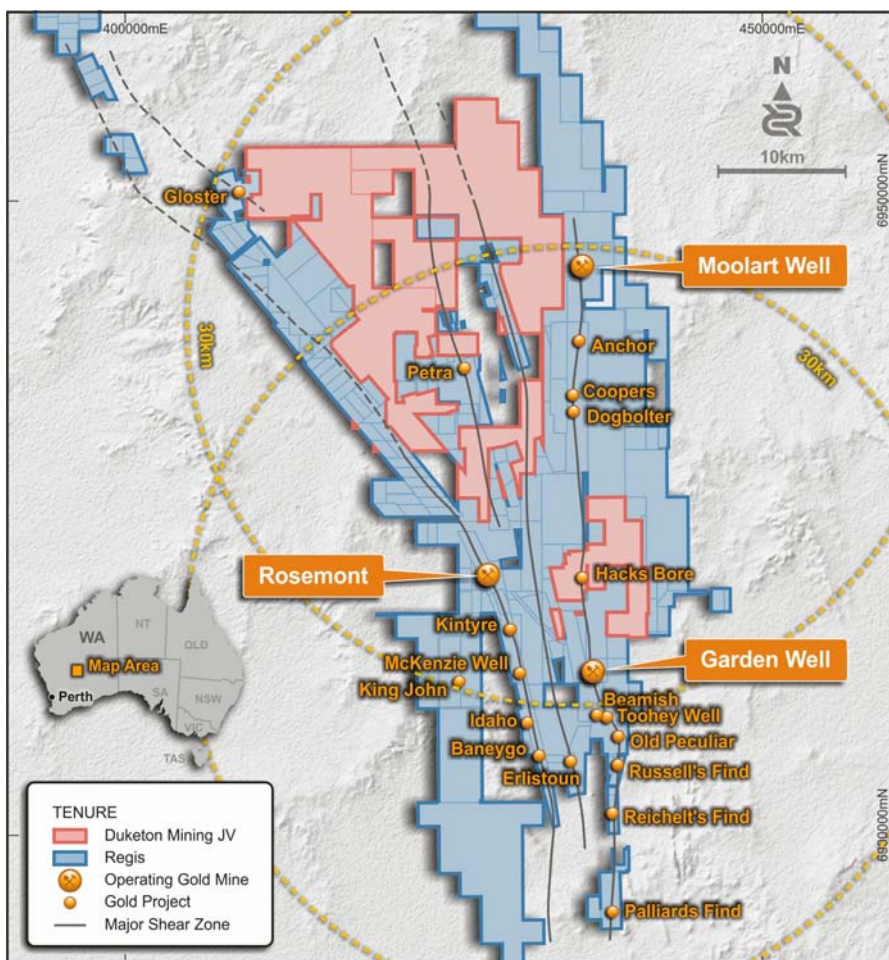 400000mE
450000mE
N
10km
6950000mN
Gloster
Moolart Well
30km
30km
Anchor
Petra
Coopers
Dogbolter
Rosemont
Hacks Bore
Kintyre
McKenzie Well
King John
Garden Well
Beamish
Toohey Well
Idaho
Old Peculiar
Baneygo
Erlistoun
Russell's Find
Reichelt's Find
6900000mN
Palliards Find
WA
NT
QLD
Map Area
Perth
SA
NSW
VIC
TAS
TENURE
Duketon Mining JV
Regis
Operating Gold Mine
Gold Project
Major Shear Zone